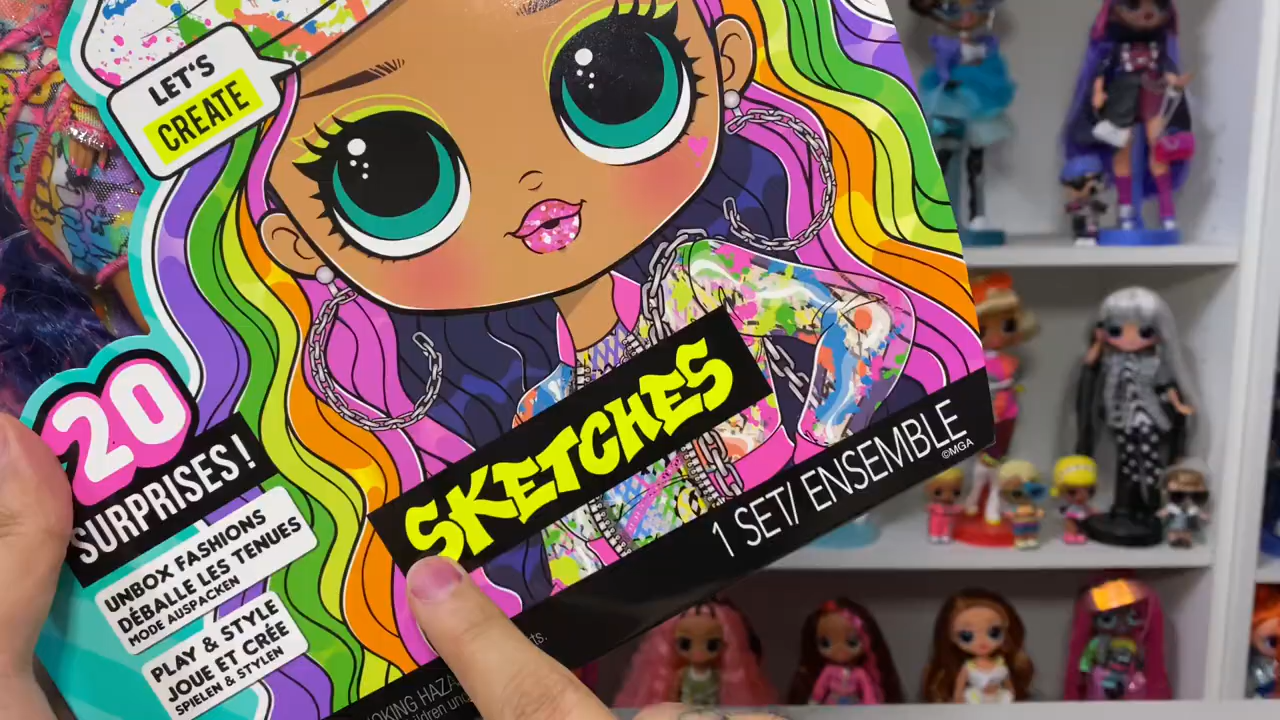 LET'S
CREATE
20
SURPRISES!
UNBOX FASHIONS
DÉBALLE LES TENUES
MODE AUSPACKEN
PLAY & STYLE
JOUE ET CRÉE
SPIELEN & STYLEN
SKETCHES
1 SET/ ENSEMBLE
©MGA